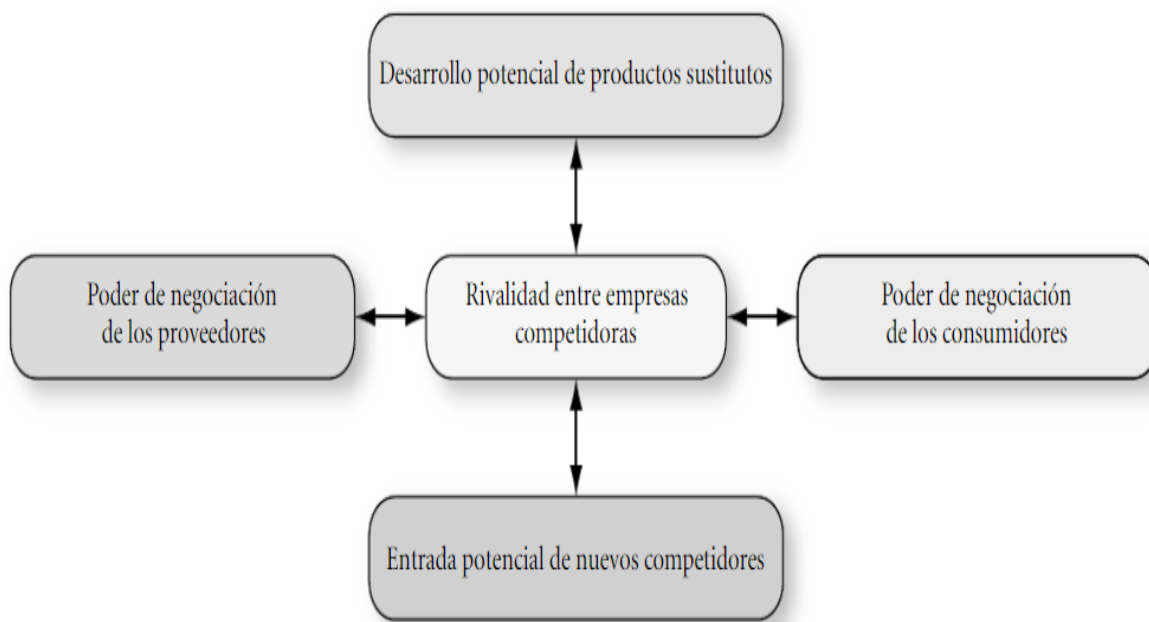 Desarrollo potencial de productos sustitutos
Poder de negociación
de los proveedores
Rivalidad entre empresas
competidoras
Poder de negociación
de los consumidores
Entrada potencial de nuevos competidores